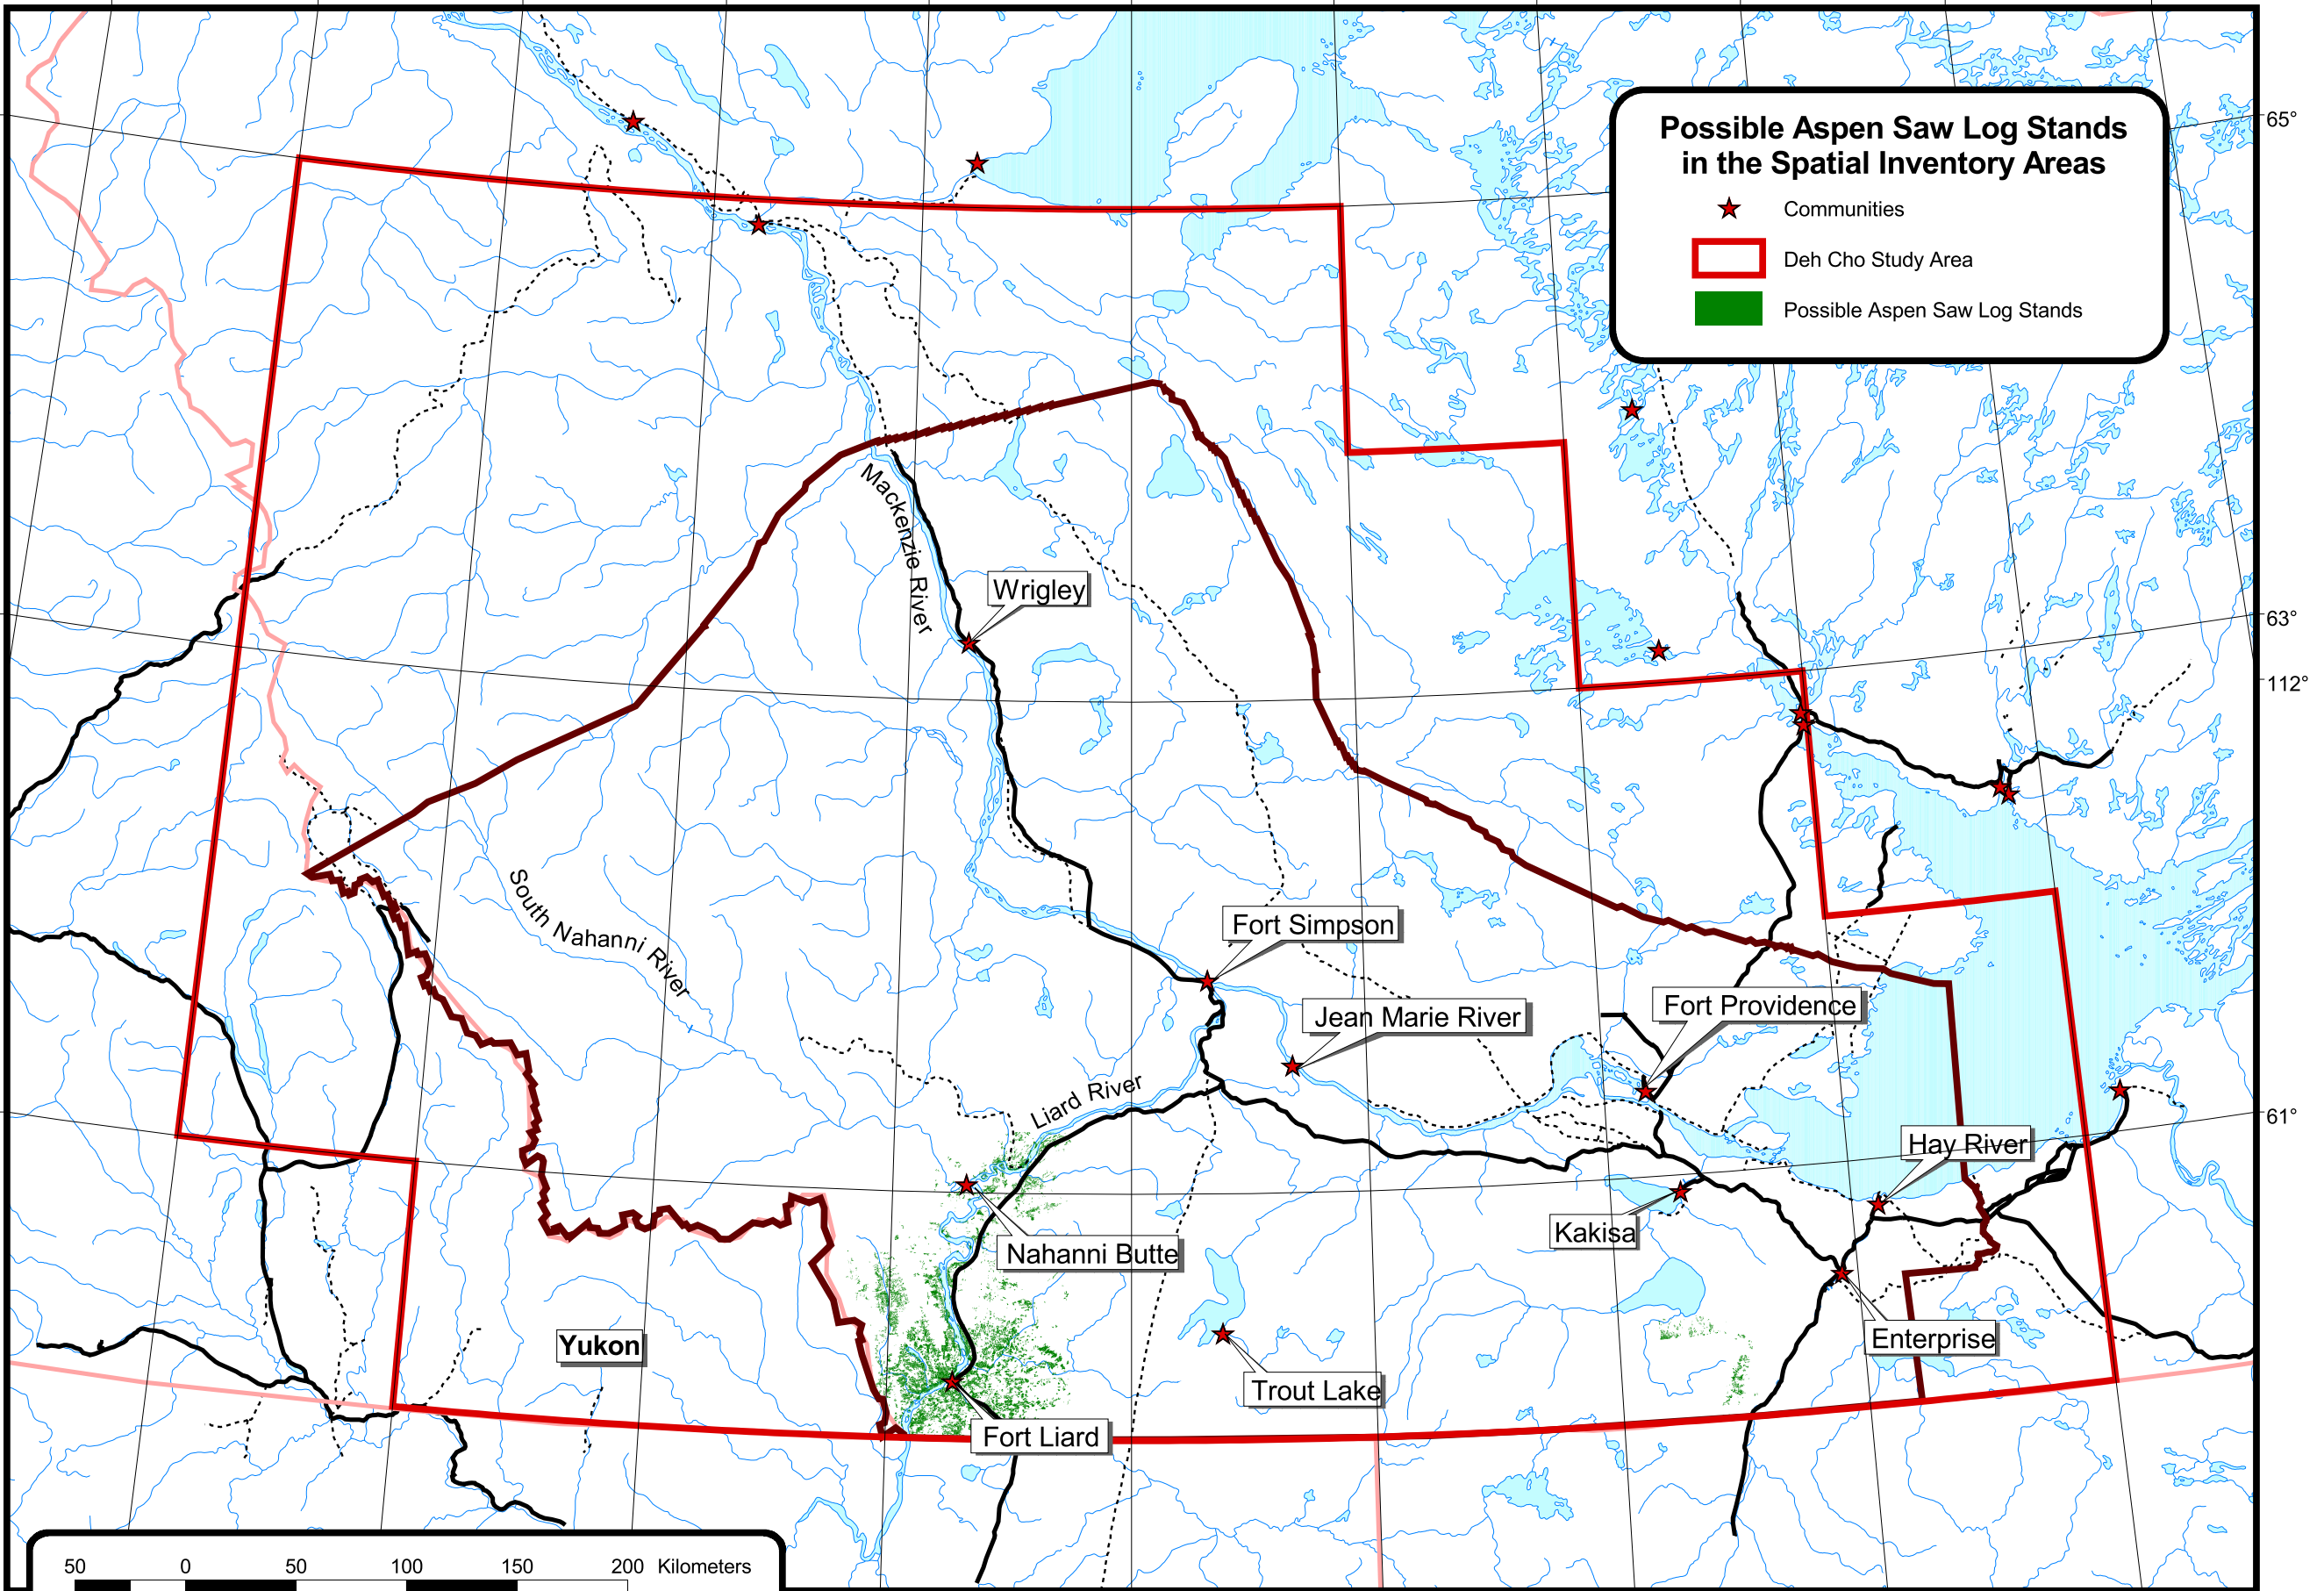 Possible Aspen Saw Log Stands
in the Spatial Inventory Areas
Communities
Deh Cho Study Area
Possible Aspen Saw Log Stands
65°
63°
112°
61°
Mackenzie River
Wrigley
South Nahanni River
Fort Simpson
Jean Marie River
Fort Providence
Liard River
Hay River
Kakisa
Nahanni Butte
Enterprise
Yukon
Trout Lake
Fort Liard
50 0 50 100 150 200 Kilometers